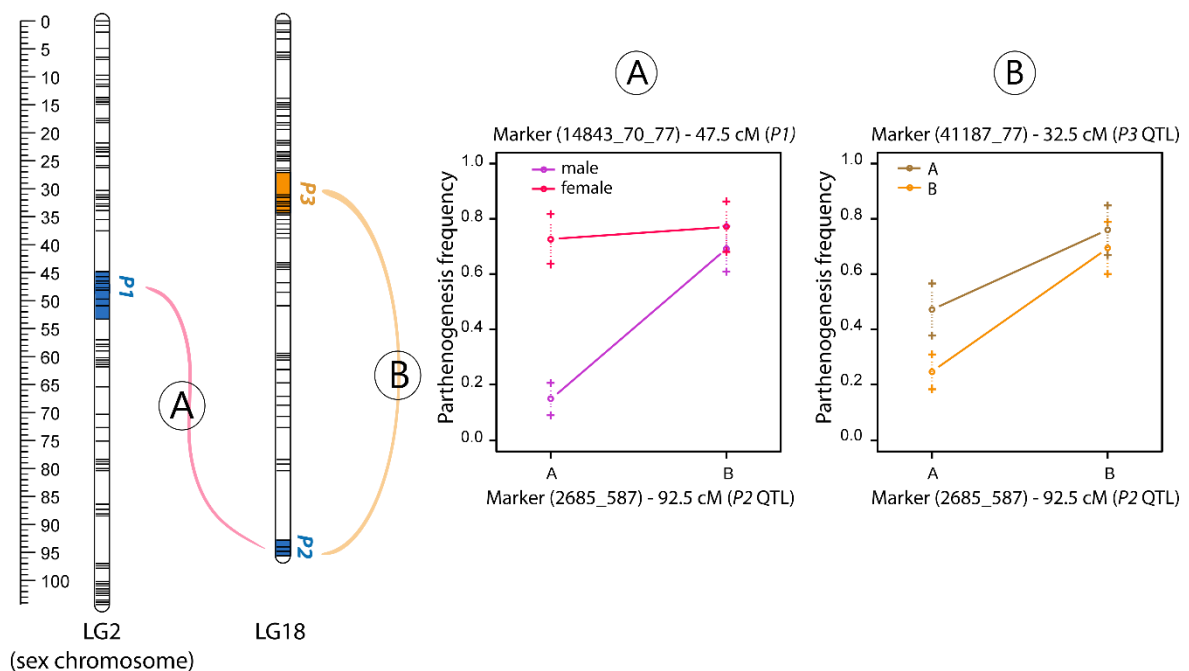 0
5
10
15
20
25
30
35
40
45
50
55
60
65
70
75
80
85
90
95
100
P1
A
LG2
(sex chromosome)
P3
B
P2
LG18
A
Marker (14843_70_77) - 47.5 cM (P1)
Parthenogenesis frequency
1.0
0.8
0.6
0.4
0.2
0.0
male
female
A
B
Marker (2685_587) - 92.5 cM (P2 QTL)
B
Marker (41187_77) - 32.5 cM (P3 QTL)
Parthenogenesis frequency
1.0
0.8
0.6
0.4
0.2
0.0
A
B
A
B
Marker (2685_587) - 92.5 cM (P2 QTL)